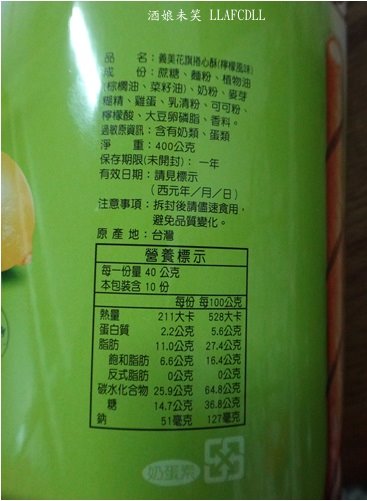 酒娘未笑 LLAFCDLL
品 名：義美花旗捲心酥(檸檬風味)
成 份：蔗糖、麵粉、植物油
(棕櫚油、菜籽油)、奶粉、麥芽
糊精、雞蛋、乳清粉、可可粉、
檸檬酸、大豆卵磷脂、香料。
過敏原資訊：含有奶類、蛋類
淨 重：400公克
保存期限(未開封)：一年
有效日期：請見標示
(西元年／月／日)
注意事項：拆封後請儘速食用，
避免品質變化。
原 產 地：台灣
營養標示
每一份量 40 公克
本包裝含 10 份
每份 每100公克
熱量 211大卡 528大卡
蛋白質 2.2公克 5.6公克
脂肪 11.0公克 27.4公克
飽和脂肪 6.6公克 16.4公克
反式脂肪 0公克 0公克
碳水化合物 25.9公克 64.8公克
糖 14.7公克 36.8公克
鈉 51毫克 127毫克
奶蛋素